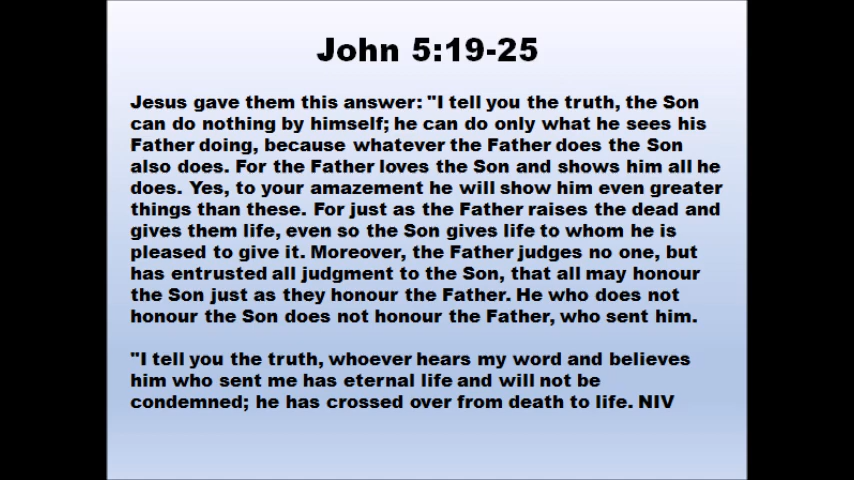 John 5:19-25
Jesus gave them this answer: "I tell you the truth, the Son
can do nothing by himself; he can do only what he sees his
Father doing, because whatever the Father does the Son
also does. For the Father loves the Son and shows him all he
does. Yes, to your amazement he will show him even greater
things than these. For just as the Father raises the dead and
gives them life, even so the Son gives life to whom he is
pleased to give it. Moreover, the Father judges no one, but
has entrusted all judgment to the Son, that all may honour
the Son just as they honour the Father. He who does not
honour the Son does not honour the Father, who sent him.
"I tell you the truth, whoever hears my word and believes
him who sent me has eternal life and will not be
condemned; he has crossed over from death to life. NIV